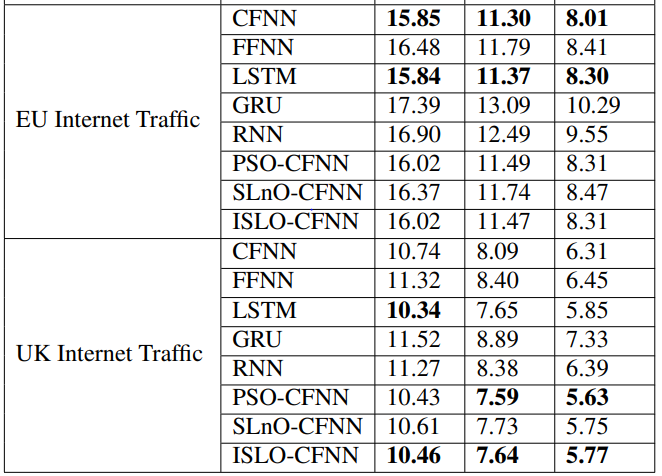 CFNN 15.85 11.30 8.01
FFNN 16.48 11.79 8.41
LSTM 15.84 11.37 8.30
GRU 17.39 13.09 10.29
EU Internet Traffic
RNN 16.90 12.49 9.55
PSO-CFNN 16.02 11.49 8.31
SLnO-CFNN 16.37 11.74 8.47
ISLO-CFNN 16.02 11.47 8.31
CFNN 10.74 8.09 6.31
FFNN 11.32 8.40 6.45
LSTM 10.34 7.65 5.85
GRU 11.52 8.89 7.33
UK Internet Traffic
RNN 11.27 8.38 6.39
PSO-CFNN 10.43 7.59 5.63
SLnO-CFNN 10.61 7.73 5.75
ISLO-CFNN 10.46 7.64 5.77